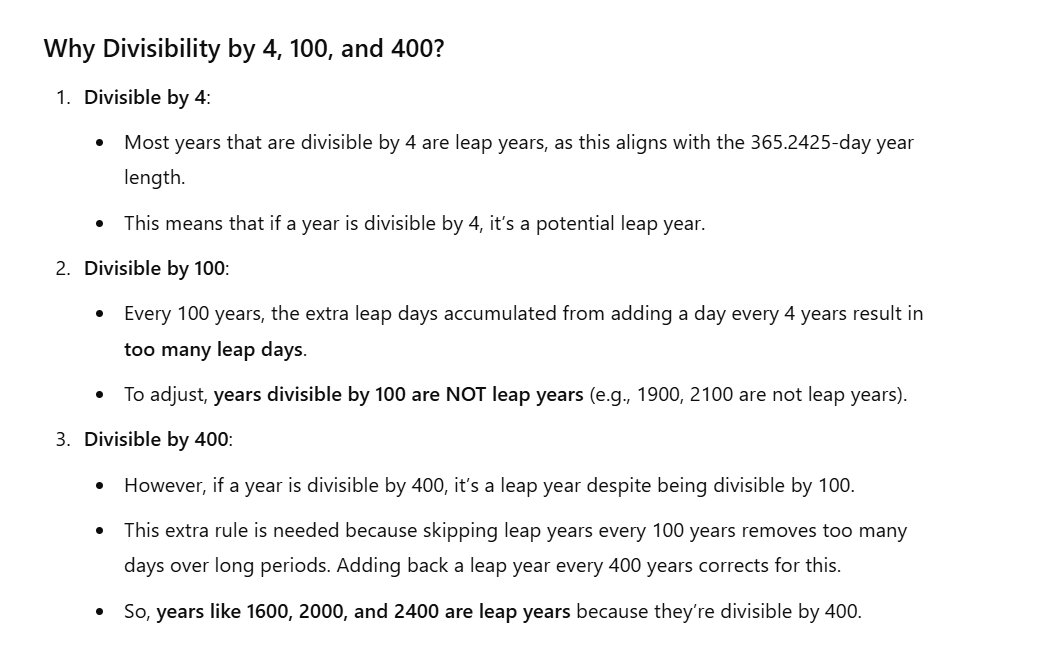 Why Divisibility by 4, 100, and 400?
1. Divisible by 4:
• Most years that are divisible by 4 are leap years, as this aligns with the 365.2425-day year
length.
• This means that if a year is divisible by 4, it's a potential leap year.
2. Divisible by 100:
• Every 100 years, the extra leap days accumulated from adding a day every 4 years result in
too many leap days.
• To adjust, years divisible by 100 are NOT leap years (e.g., 1900, 2100 are not leap years).
3. Divisible by 400:
• However, if a year is divisible by 400, it's a leap year despite being divisible by 100.
• This extra rule is needed because skipping leap years every 100 years removes too many
days over long periods. Adding back a leap year every 400 years corrects for this.
• So, years like 1600, 2000, and 2400 are leap years because they're divisible by 400.